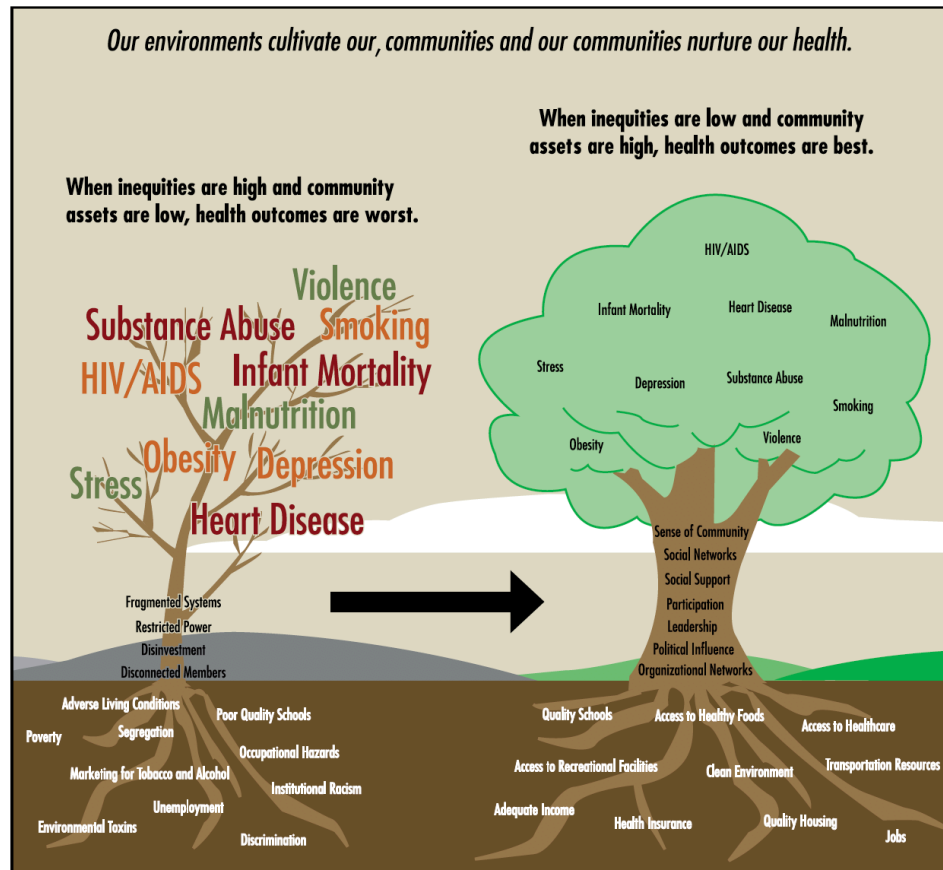 Our environments cultivate our, communities and our communities nurture our health.
When inequities are high and community
assets are low, health outcomes are worst.
Violence
Substance Abuse
Smoking
HIV/AIDS
Infant Mortality
Malnutrition
Obesity
Depression
Stress
Heart Disease
Fragmented Systems
Restricted Power
Disinvestment
Disconnected Members
Adverse Living Conditions
Poor Quality Schools
Poverty
Segregation
Occupational Hazards
Marketing for Tobacco and Alcohol
Institutional Racism
Unemployment
Environmental Toxins
Discrimination
When inequities are low and community
assets are high, health outcomes are best.
HIV/AIDS
Infant Mortality
Heart Disease
Malnutrition
Stress
Depression
Substance Abuse
Smoking
Obesity
Violence
Sense of Community
Social Networks
Social Support
Participation
Leadership
Political Influence
Organizational Networks
Quality Schools
Access to Healthy Foods
Access to Healthcare
Access to Recreational Facilities
Clean Environment
Transportation Resources
Adequate Income
Health Insurance
Quality Housing
Jobs